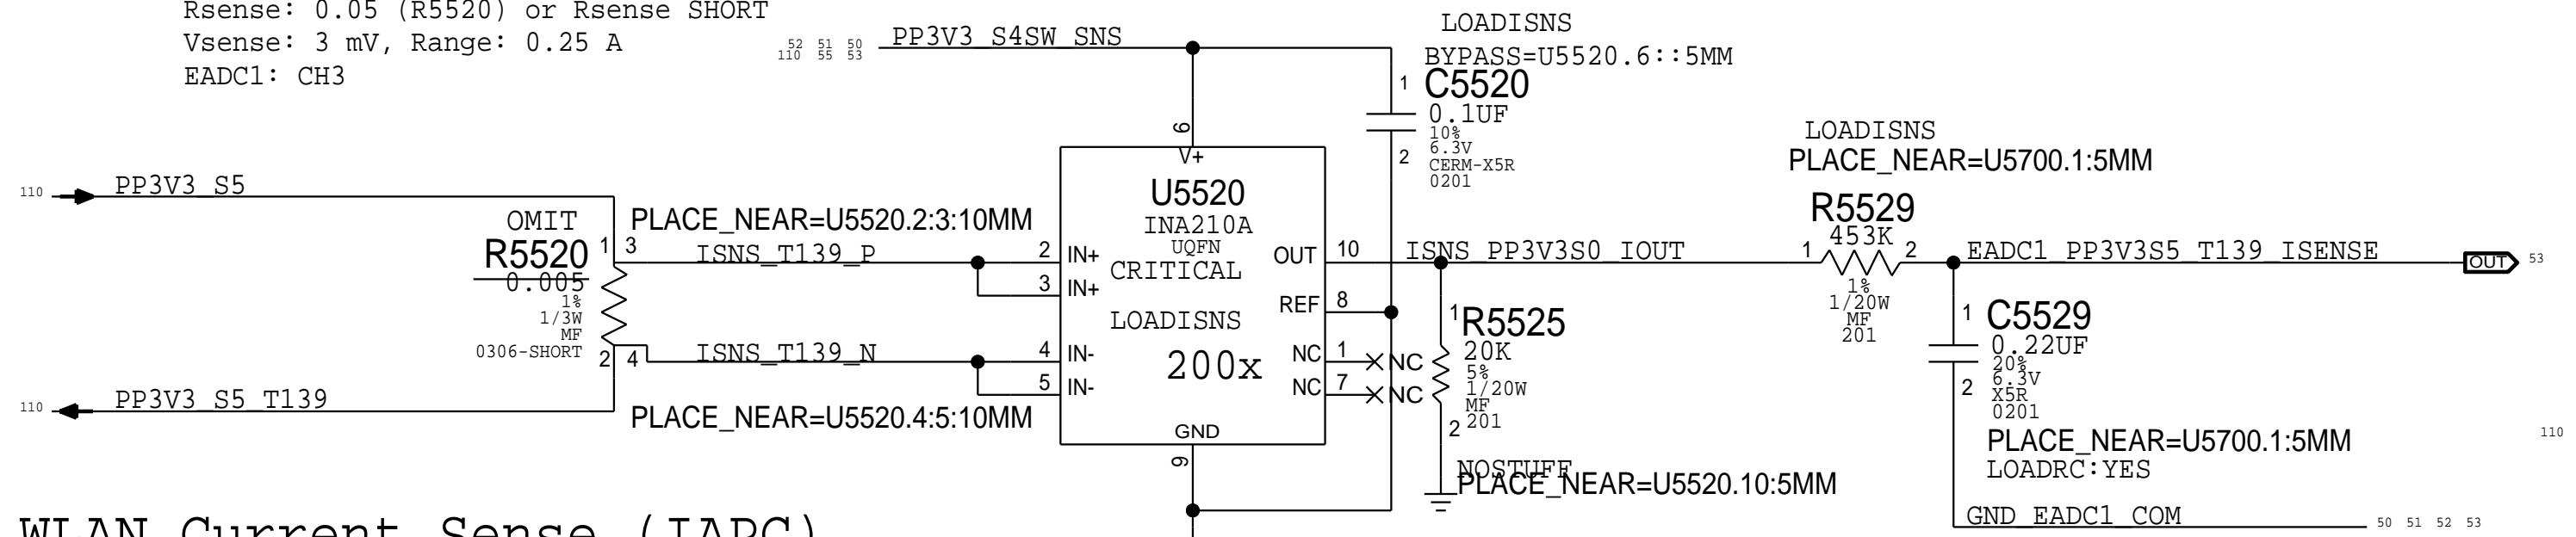 Rsense: 0.05 (R5520) or Rsense SHORT
Vsense: 3 mV, Range: 0.25 A
EADC1: CH3
52 51 50
110 55 53
PP3V3_S4SW_SNS
LOADISNS
BYPASS=U5520.6::5MM
1
C5520
0.1UF
10%
6.3V
CERM-X5R
0201
2
6
V+
U5520
INA210A
UQFN
CRITICAL
LOADISNS
200x
110
PP3V3_S5
OMIT
R5520
0.005
1%
1/3W
MF
0306-SHORT
1 3
2 4
PLACE_NEAR=U5520.2:3:10MM
ISNS_T139_P
2 IN+
3 IN+
ISNS_T139_N
4 IN-
5 IN-
PLACE_NEAR=U5520.4:5:10MM
110
PP3V3_S5_T139
OUT 10
REF 8
NC 1 NC
NC 7 NC
GND
9
ISNS_PP3V3S0_IOUT
1
R5525
20K
5%
1/20W
MF
201
2
NOSTUFF
PLACE_NEAR=U5520.10:5MM
LOADISNS
PLACE_NEAR=U5700.1:5MM
R5529
453K
1 2
1%
1/20W
MF
201
EADC1_PP3V3S5_T139_ISENSE
OUT
53
1
C5529
0.22UF
20%
6.3V
X5R
0201
2
PLACE_NEAR=U5700.1:5MM
LOADRC:YES
110
GND_EADC1_COM
50 51 52 53
WLAN Current Sense (IAPC)